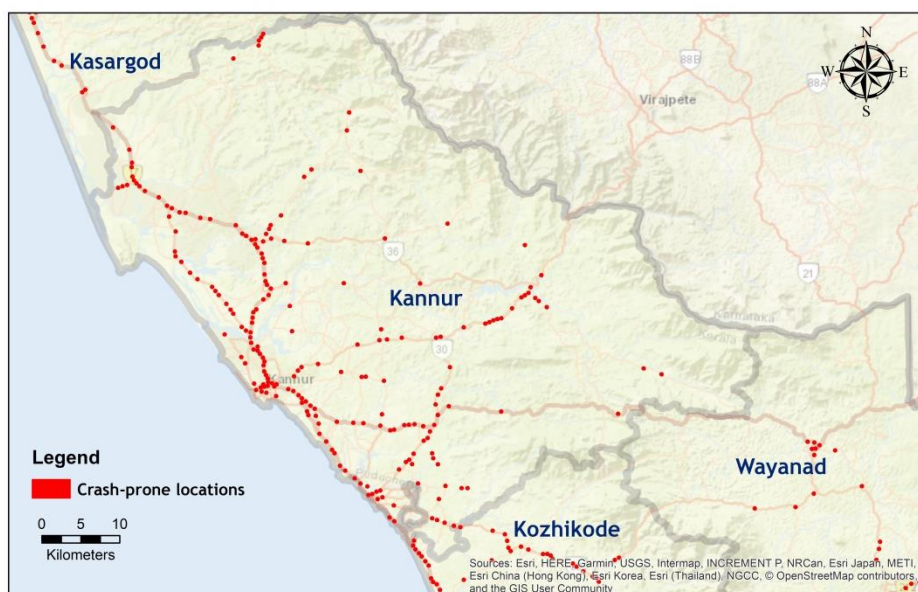 Kasargod
N
W E
S
88B
88A
Virajpete
36
21
Kannur
Karnataka
Kerala
30
Kannur
Legend
Crash-prone locations
0 5 10
Kilometers
Wayanad
Kozhikode
Sources: Esri, HERE, Garmin, USGS, Intermap, INCREMENT P, NRCan, Esri Japan, METI,
Esri China (Hong Kong), Esri Korea, Esri (Thailand), NGCC, © OpenStreetMap contributors,
and the GIS User Community